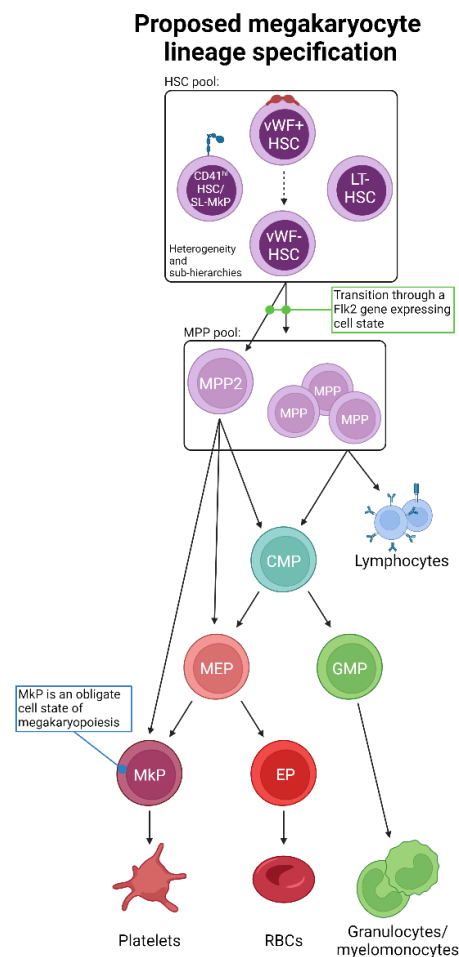 Proposed megakaryocyte
lineage specification
HSC pool:
vWF+
HSC
CD41hi
HSC/
SL-MkP
LT-
HSC
vWF-
HSC
Heterogeneity
and
sub-hierarchies
Transition through a
Flk2 gene expressing
cell state
MPP pool:
MPP2
MPP
MPP
MPP
Lymphocytes
CMP
MEP
GMP
MkP is an obligate
cell state of
megakaryopoiesis
MkP
EP
Platelets
RBCs
Granulocytes/
myelomonocytes